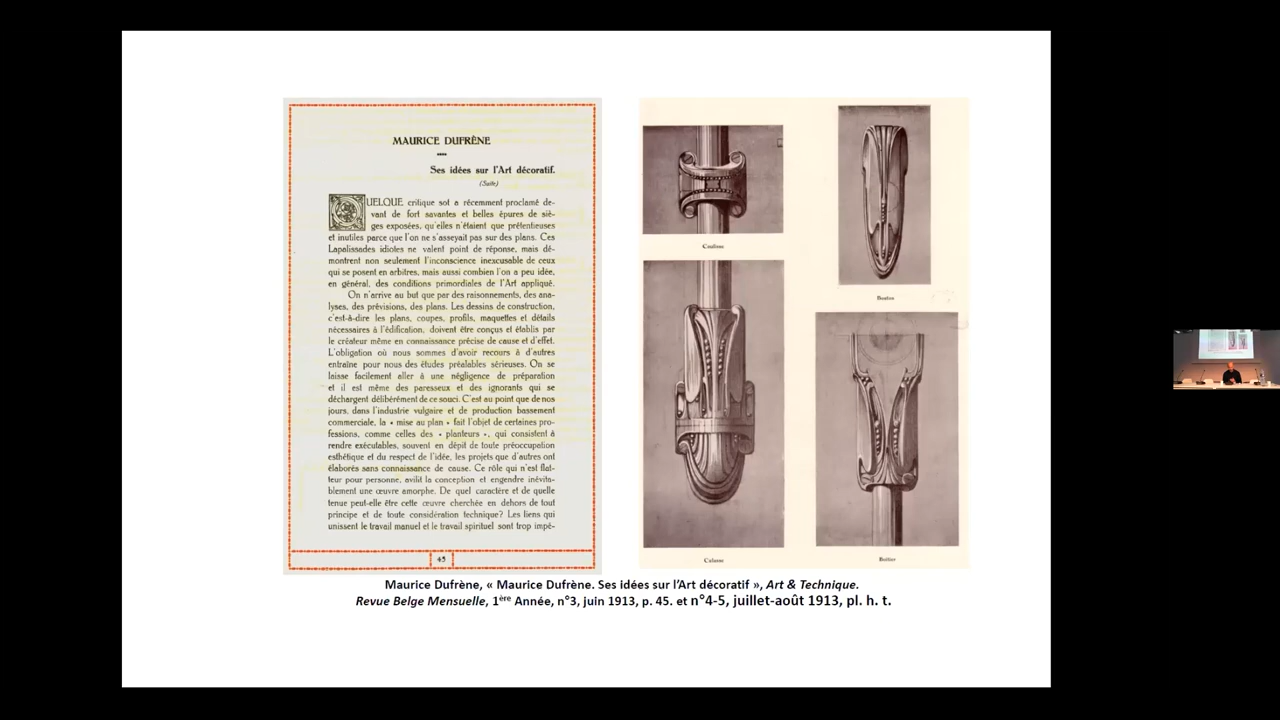 MAURICE DUFRÈNE
Ses idées sur l'Art décoratif.
(Suite)
QUELQUE critique sot a récemment proclamé de-
vant de fort savantes et belles épures de siè-
ges exposées, qu'elles n'étaient que prétentieuses
et inutiles parce que l'on ne s'asseyait pas sur des plans. Ces
Lapalissades idiotes ne valent point de réponse, mais dé-
montrent non seulement l'inconscience inexcusable de ceux
qui se posent en arbitres, mais aussi combien l'on a peu idée,
en général, des conditions primordiales de l'Art appliqué.
On n'arrive au but que par des raisonnements, des ana-
lyses, des prévisions, des plans. Les dessins de construction,
c'est-à-dire les plans, coupes, profils, maquettes et détails
nécessaires à l'édification, doivent être conçus et établis par
le créateur même en connaissance précise de cause et d'effet.
L'obligation où nous sommes d'avoir recours à d'autres
entraîne pour nous des études préalables sérieuses. On se
laisse facilement aller à une négligence de préparation
et il est même des paresseux et des ignorants qui se
déchargent délibérément de ce souci. C'est au point que de nos
jours, dans l'industrie vulgaire et de production bassement
commerciale, la « mise au plan » fait l'objet de certaines pro-
fessions, comme celles des « planteurs », qui consistent à
rendre exécutables, souvent en dépit de toute préoccupation
esthétique et du respect de l'idée, les projets que d'autres ont
élaborés sans connaissance de cause. Ce rôle qui n'est flat-
teur pour personne, avilit la conception et engendre inévita-
blement une œuvre amorphe. De quel caractère et de quelle
tenue peut-elle être cette œuvre cherchée en dehors de tout
principe et de toute considération technique? Les liens qui
unissent le travail manuel et le travail spirituel sont trop impé-
45
Boutire
Maurice Dufrène, « Maurice Dufrène. Ses idées sur l'Art décoratif », Art & Technique.
Revue Belge Mensuelle, 1ère Année, n°3, juin 1913, p. 45. et n°4-5, juillet-août 1913, pl. h. t.